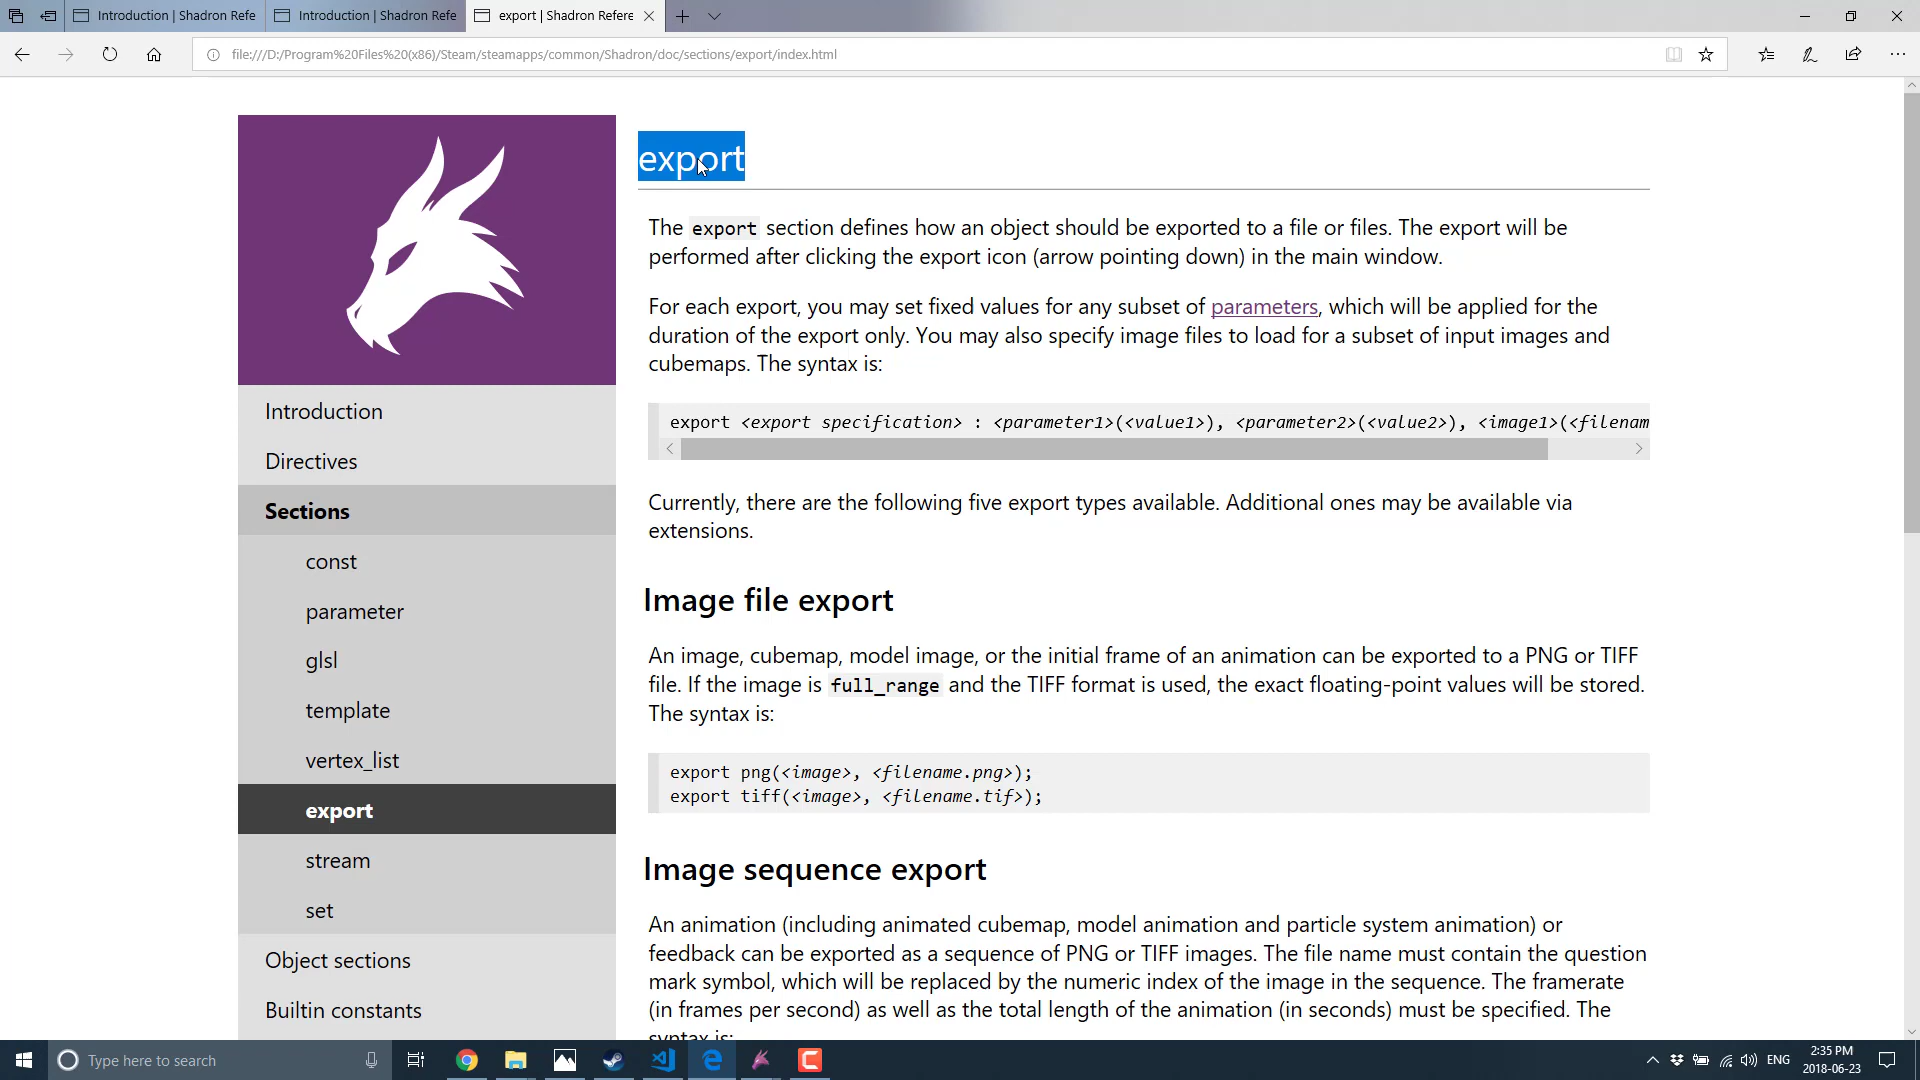 Introduction | Shadron Refe
Introduction | Shadron Refe
export | Shadron Refere
file:///D:/Program%20Files%20(x86)/Steam/steamapps/common/Shadron/doc/sections/export/index.html
Introduction
Directives
Sections
const
parameter
glsl
template
vertex_list
export
stream
set
Object sections
Builtin constants
export
The export section defines how an object should be exported to a file or files. The export will be
performed after clicking the export icon (arrow pointing down) in the main window.
For each export, you may set fixed values for any subset of parameters, which will be applied for the
duration of the export only. You may also specify image files to load for a subset of input images and
cubemaps. The syntax is:
export <export specification> : <parameter1>(<value1>), <parameter2>(<value2>), <image1>(<filenam
Currently, there are the following five export types available. Additional ones may be available via
extensions.
Image file export
An image, cubemap, model image, or the initial frame of an animation can be exported to a PNG or TIFF
file. If the image is full_range and the TIFF format is used, the exact floating-point values will be stored.
The syntax is:
export png(<image>, <filename.png>);
export tiff(<image>, <filename.tif>);
Image sequence export
An animation (including animated cubemap, model animation and particle system animation) or
feedback can be exported as a sequence of PNG or TIFF images. The file name must contain the question
mark symbol, which will be replaced by the numeric index of the image in the sequence. The framerate
(in frames per second) as well as the total length of the animation (in seconds) must be specified. The
syntax is:
Type here to search
ENG
2:35 PM
2018-06-23